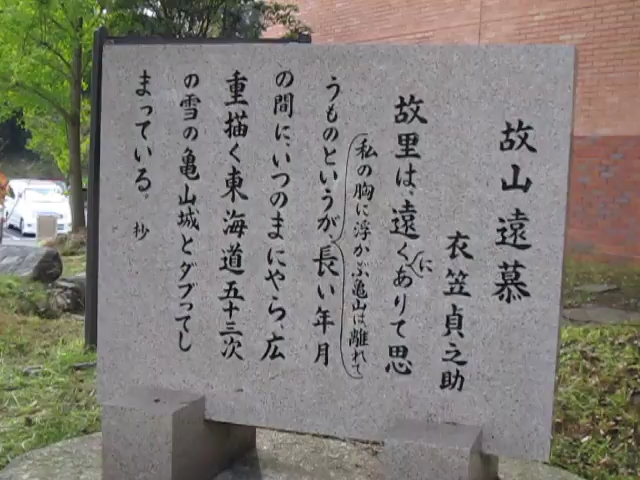 故山遠慕
衣笠貞之助
故里は、遠くにありて思
私の胸に浮かぶ亀山は離れて
うものというが、長い年月
の間に、いつのまにやら、広
重描く東海道五十三次
の雪の亀山城とダブってし
まっている。 抄